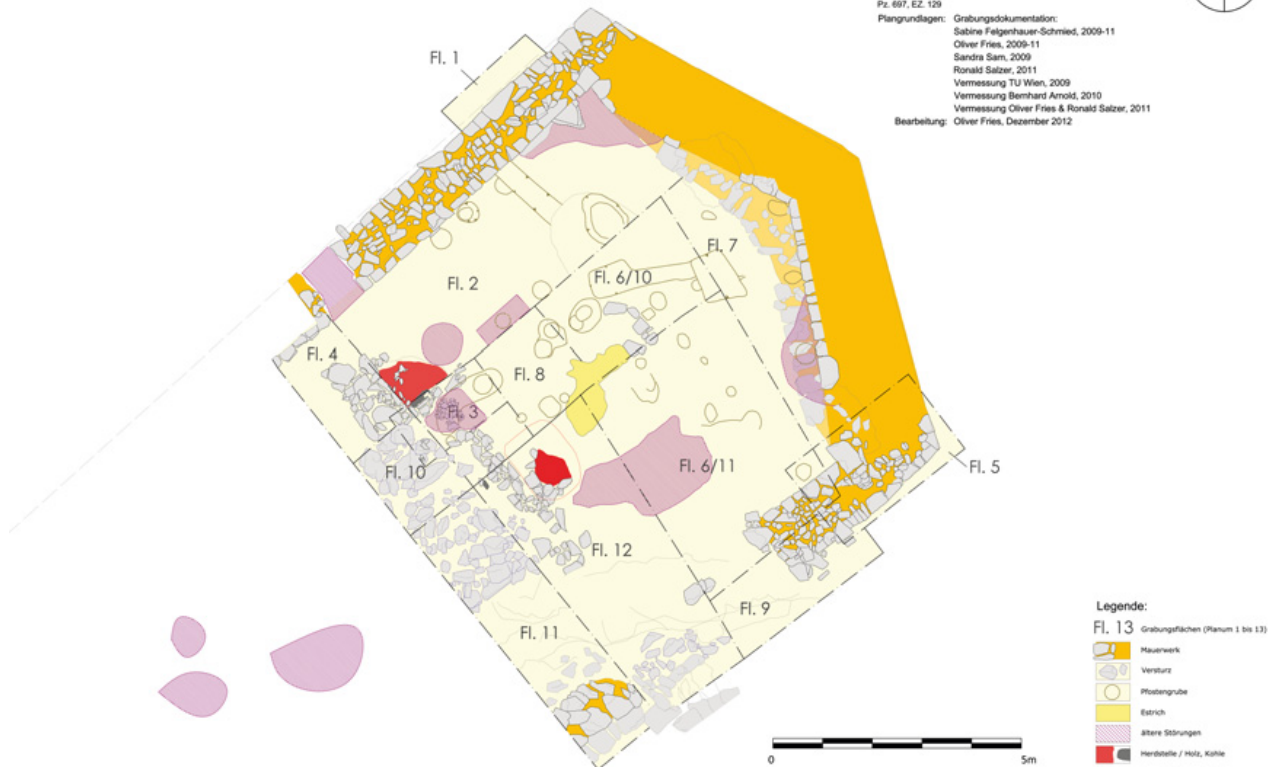 Pz. 697, EZ. 129
Plangrundlagen: Grabungsdokumentation:
Sabine Felgenhauer-Schmied, 2009-11
Oliver Fries, 2009-11
Sandra Sam, 2009
Ronald Salzer, 2011
Vermessung TU Wien, 2009
Vermessung Bernhard Arnold, 2010
Vermessung Oliver Fries & Ronald Salzer, 2011
Bearbeitung: Oliver Fries, Dezember 2012
Fl. 1
Fl. 7
Fl. 6/10
Fl. 2
Fl. 4
Fl. 8
Fl. 3
Fl. 10
Fl. 6/11
Fl. 5
Fl. 12
Fl. 9
Fl. 11
Legende:
Fl. 13 Grabungsflächen (Planum 1 bis 13)
Mauerwerk
Versturz
Pfostengrube
Estrich
ältere Störungen
Herdstelle / Holz, Kohle
0 5m